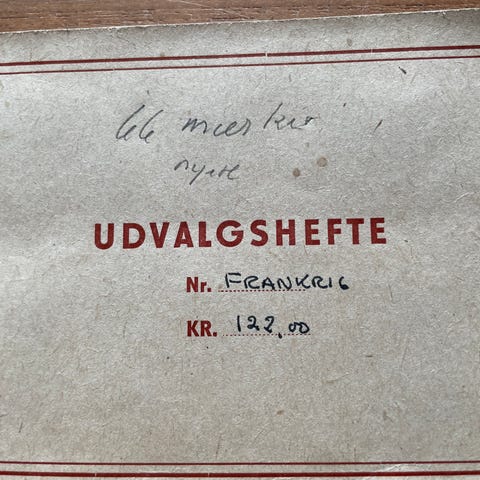 66 mærker
nyere
UDVALGSHEFTE
Nr. FRANKRIG
KR. 122,00